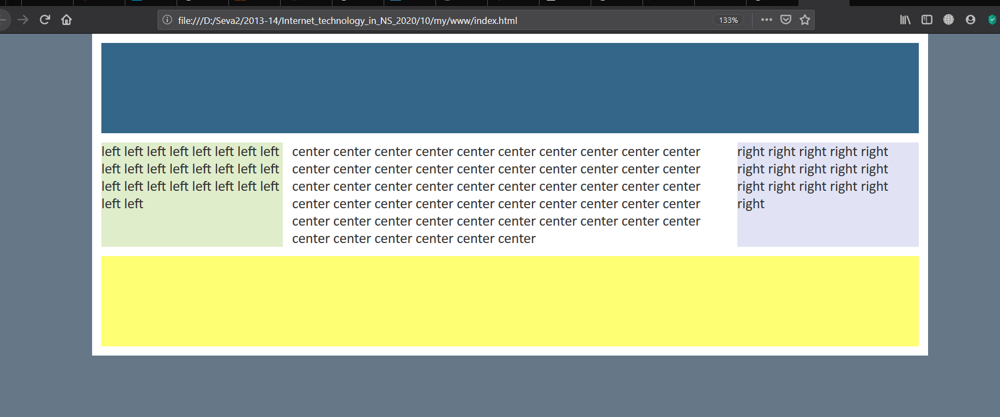 file:///D:/Seva2/2013-14/Internet_technology_in_NS_2020/10/my/www/index.html
133%
left left left left left left left left
left left left left left left left left
left left left left left left left left
left left
center center center center center center center center center center
center center center center center center center center center center
center center center center center center center center center center
center center center center center center center center center center
center center center center center center center center center center
center center center center center center
right right right right right
right right right right right
right right right right right
right